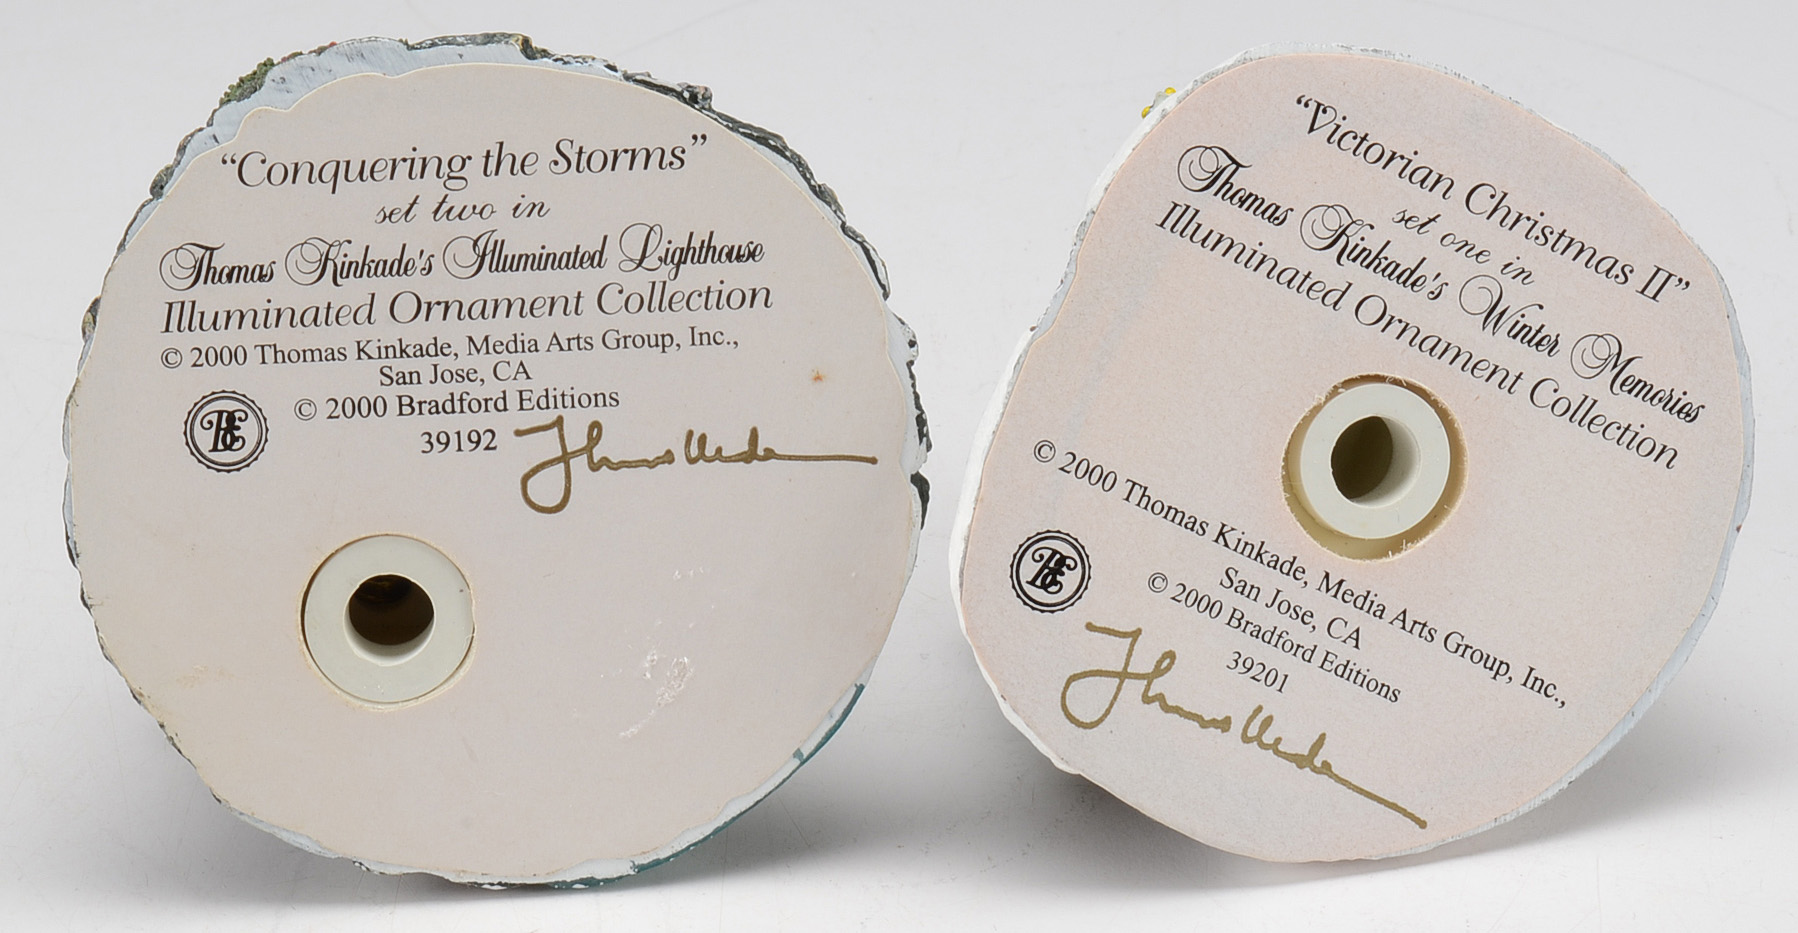 “Conquering the Storms”
set two in
Thomas Kinkade's Illuminated Lighthouse
Illuminated Ornament Collection
© 2000 Thomas Kinkade, Media Arts Group, Inc.,
San Jose, CA
© 2000 Bradford Editions
BE
39192
“Victorian Christmas II”
set one in
Thomas Kinkade's Winter Memories
Illuminated Ornament Collection
© 2000 Thomas Kinkade, Media Arts Group, Inc.,
San Jose, CA
© 2000 Bradford Editions
BE
39201